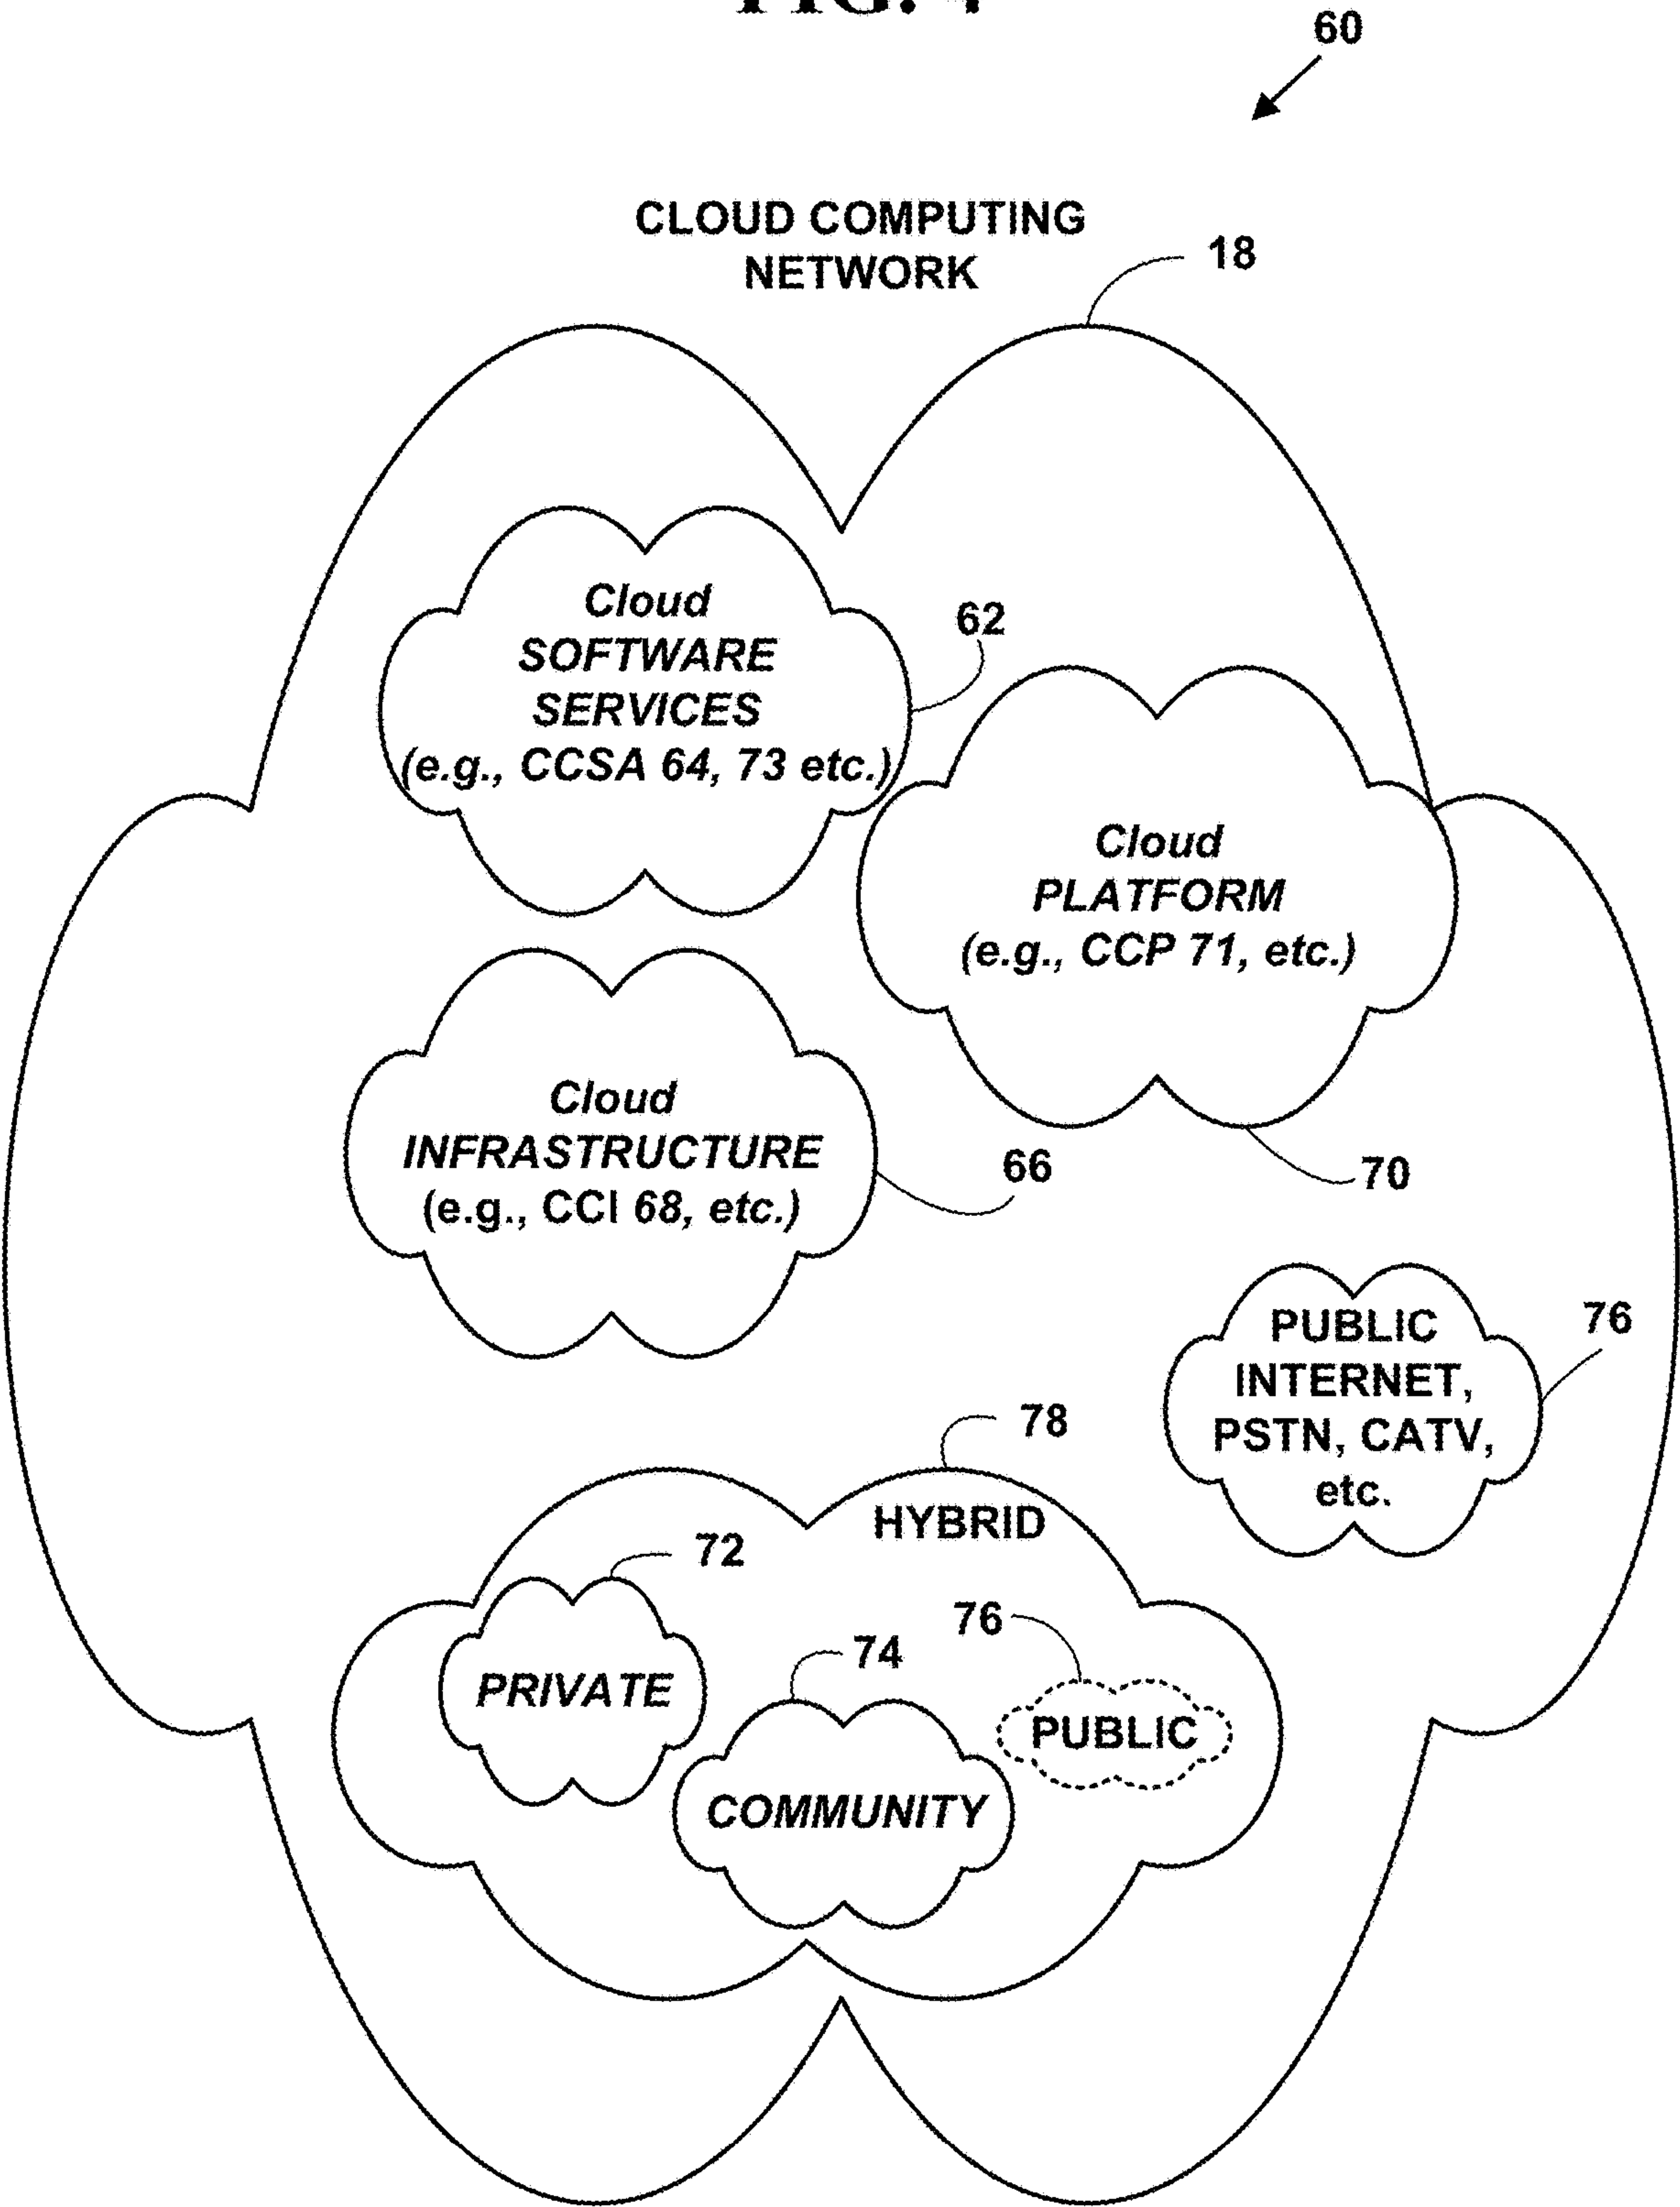 FIG. 4
60
CLOUD COMPUTING
NETWORK
18
Cloud
SOFTWARE
SERVICES
(e.g., CCSA 64, 73 etc.)
62
Cloud
PLATFORM
(e.g., CCP 71, etc.)
70
Cloud
INFRASTRUCTURE
(e.g., CCI 68, etc.)
66
PUBLIC
INTERNET,
PSTN, CATV,
etc.
76
78
HYBRID
72
PRIVATE
74
COMMUNITY
76
PUBLIC